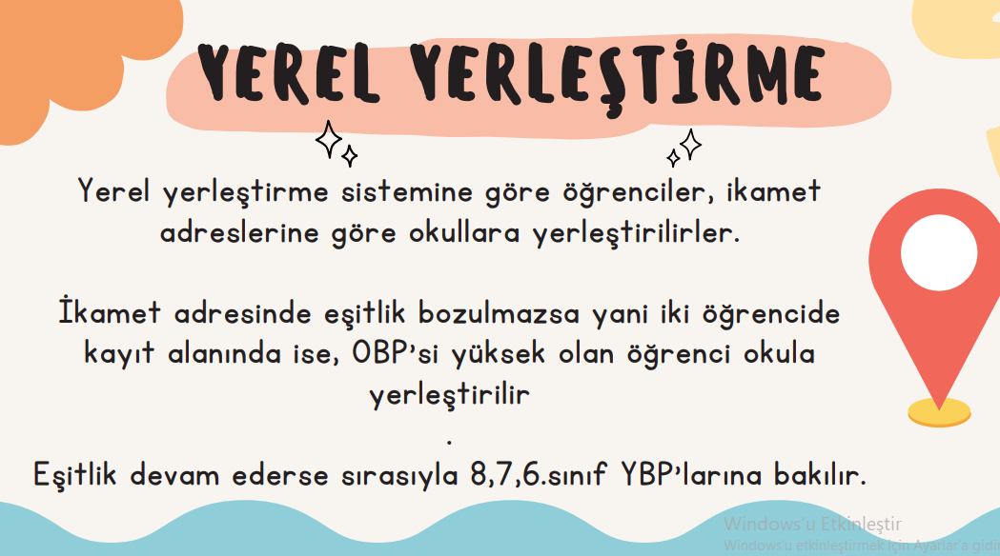 YEREL YERLEŞTİRME
Yerel yerleştirme sistemine göre öğrenciler, ikamet
adreslerine göre okullara yerleştirilirler.
İkamet adresinde eşitlik bozulmazsa yani iki öğrencide
kayıt alanında ise, OBP'si yüksek olan öğrenci okula
yerleştirilir
.
Eşitlik devam ederse sırasıyla 8,7,6.sınıf YBP'larına bakılır.
Windows'u Etkinleştir
Windows'u etkinleştirmek için Ayarlar'a gidi